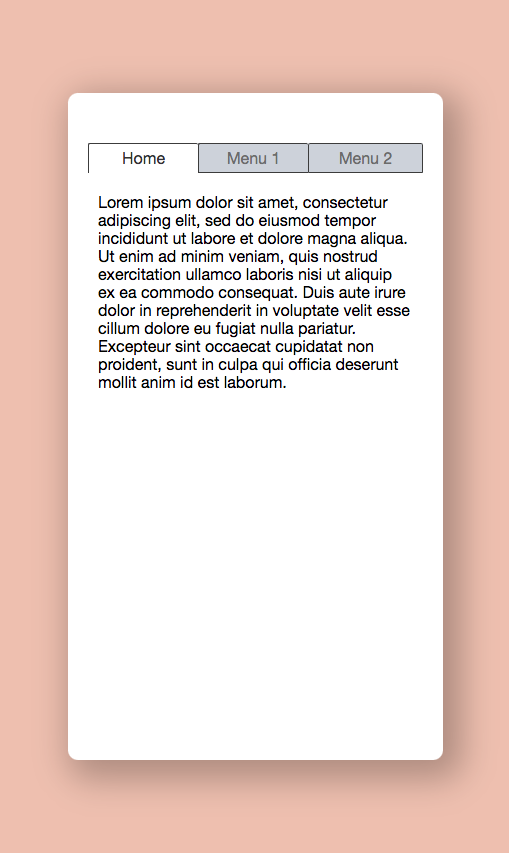 Home Menu 1 Menu 2
Lorem ipsum dolor sit amet, consectetur
adipiscing elit, sed do eiusmod tempor
incididunt ut labore et dolore magna aliqua.
Ut enim ad minim veniam, quis nostrud
exercitation ullamco laboris nisi ut aliquip
ex ea commodo consequat. Duis aute irure
dolor in reprehenderit in voluptate velit esse
cillum dolore eu fugiat nulla pariatur.
Excepteur sint occaecat cupidatat non
proident, sunt in culpa qui officia deserunt
mollit anim id est laborum.